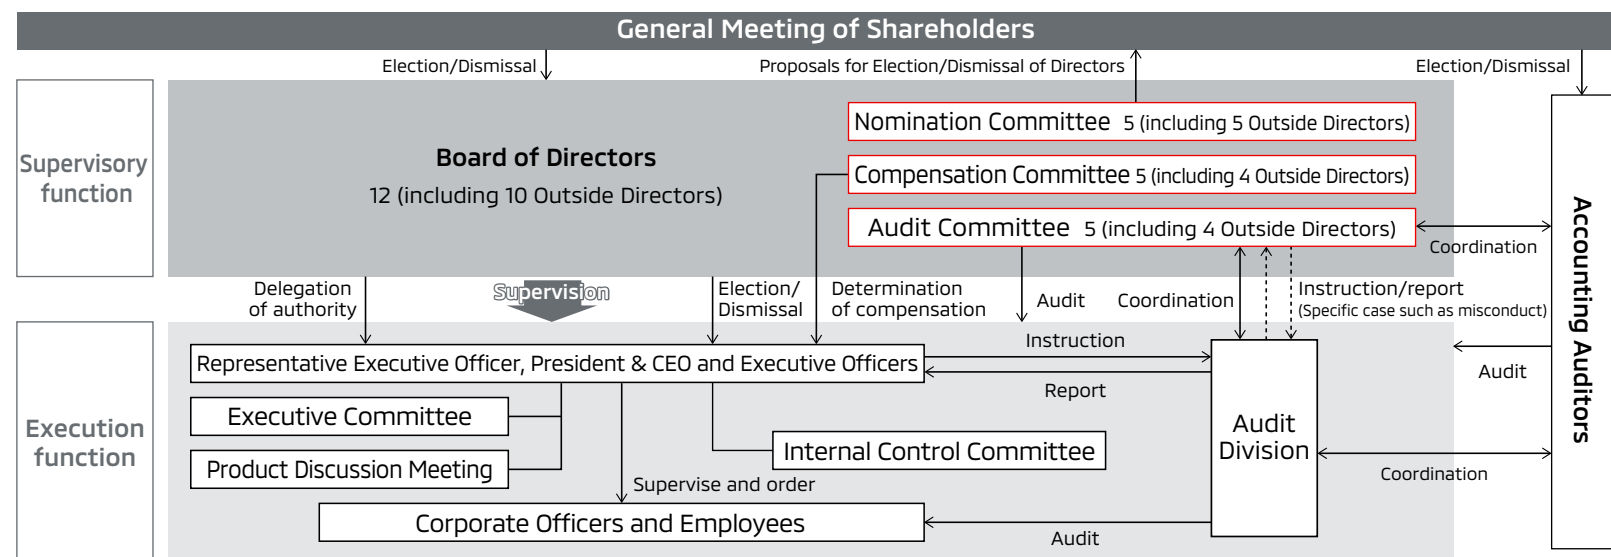 General Meeting of Shareholders
Election/Dismissal
Proposals for Election/Dismissal of Directors
Election/Dismissal
Supervisory
function
Board of Directors
12 (including 10 Outside Directors)
Nomination Committee 5 (including 5 Outside Directors)
Compensation Committee 5 (including 4 Outside Directors)
Audit Committee 5 (including 4 Outside Directors)
Coordination
Accounting Auditors
Delegation
of authority
Supervision
Election/
Dismissal
Determination
of compensation
Audit
Coordination
Instruction/report
(Specific case such as misconduct)
Audit
Execution
function
Representative Executive Officer, President & CEO and Executive Officers
Instruction
Report
Executive Committee
Product Discussion Meeting
Internal Control Committee
Audit
Division
Coordination
Supervise and order
Corporate Officers and Employees
Audit